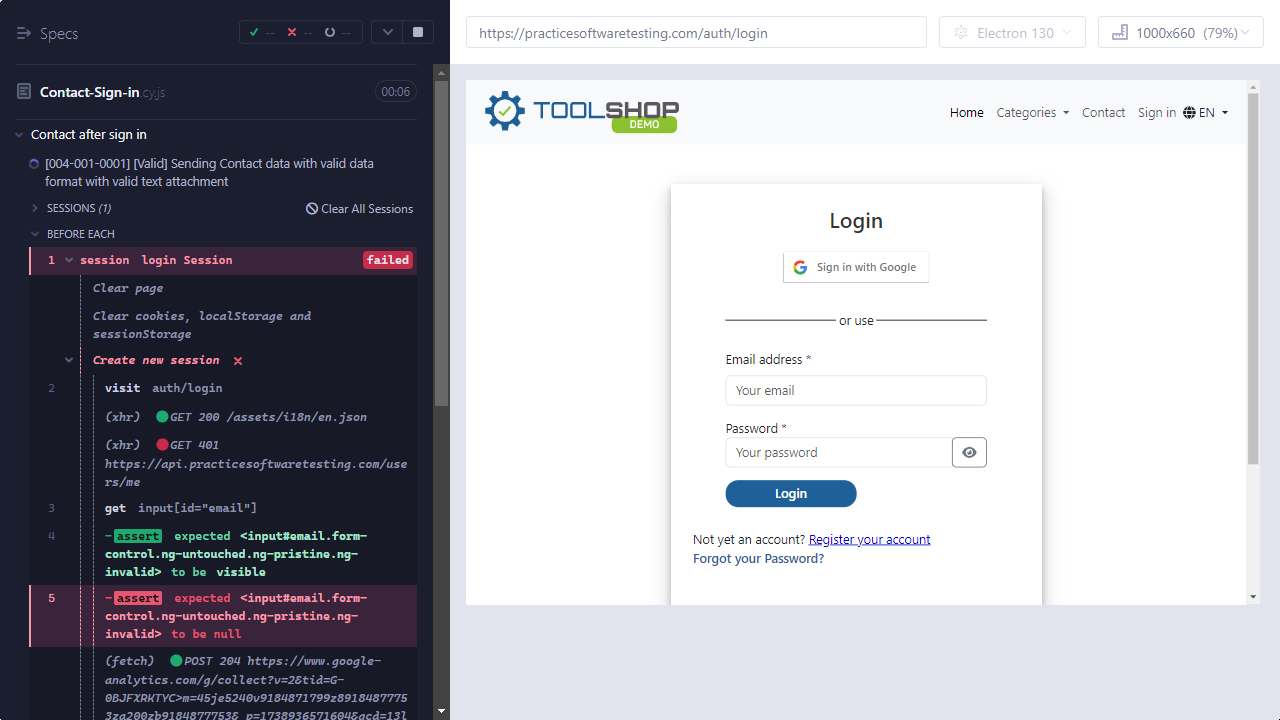 Specs
-- -- --
Contact-Sign-in.cy.js 00:06
Contact after sign in
[004-001-0001] [Valid] Sending Contact data with valid data
format with valid text attachment
SESSIONS (1) Clear All Sessions
BEFORE EACH
1 session login Session failed
Clear page
Clear cookies, localStorage and
sessionStorage
Create new session
2 visit auth/login
(xhr) GET 200 /assets/i18n/en.json
(xhr) GET 401
https://api.practicesoftwaretesting.com/use
rs/me
3 get input[id="email"]
4 -assert expected <input#email.form-
control.ng-untouched.ng-pristine.ng-
invalid> to be visible
5 -assert expected <input#email.form-
control.ng-untouched.ng-pristine.ng-
invalid> to be null
(fetch) POST 204 https://www.google-
analytics.com/g/collect?v=2&tid=G-
0BJFXRKTYC>m=45je5240v9184871799z8918487775
3za200zb9184877753&_p=1738936571604&gcd=13l
https://practicesoftwaretesting.com/auth/login
Electron 130
1000x660 (79%)
TOOLSHOP
DEMO
Home Categories Contact Sign in EN
Login
Sign in with Google
or use
Email address *
Your email
Password *
Your password
Login
Not yet an account? Register your account
Forgot your Password?